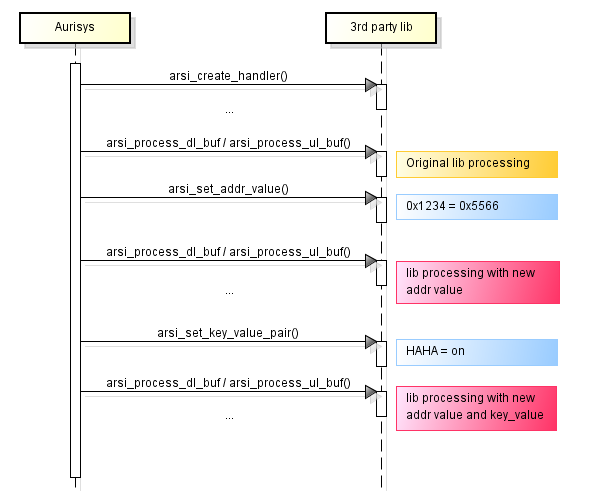 Aurisys
3rd party lib
arsi_create_handler()
...
arsi_process_dl_buf / arsi_process_ul_buf()
Original lib processing
arsi_set_addr_value()
0x1234 = 0x5566
arsi_process_dl_buf / arsi_process_ul_buf()
lib processing with new
addr value
...
arsi_set_key_value_pair()
HAHA = on
arsi_process_dl_buf / arsi_process_ul_buf()
lib processing with new
addr value and key_value
...